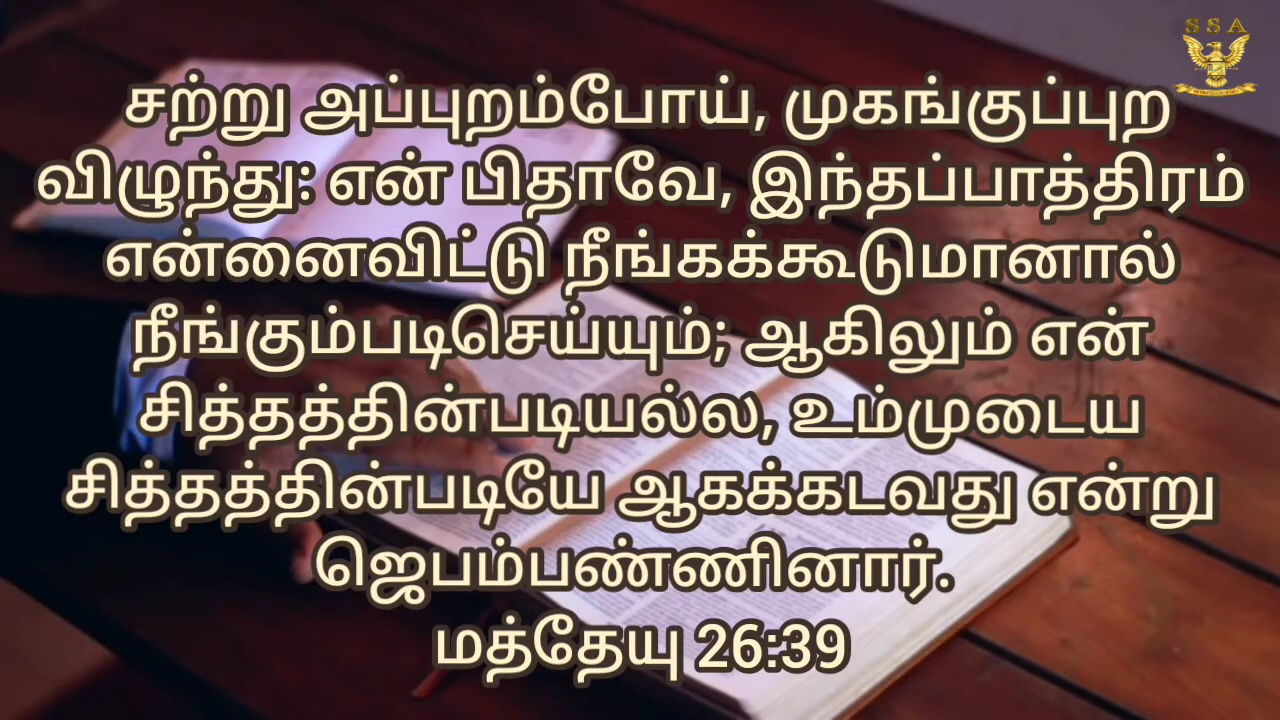 S S A
சற்று அப்புறம்போய், முகங்குப்புற
விழுந்து: என் பிதாவே, இந்தப்பாத்திரம்
என்னைவிட்டு நீங்கக்கூடுமானால்
நீங்கும்படிசெய்யும்; ஆகிலும் என்
சித்தத்தின்படியல்ல, உம்முடைய
சித்தத்தின்படியே ஆகக்கடவது என்று
ஜெபம்பண்ணினார்.
மத்தேயு 26:39